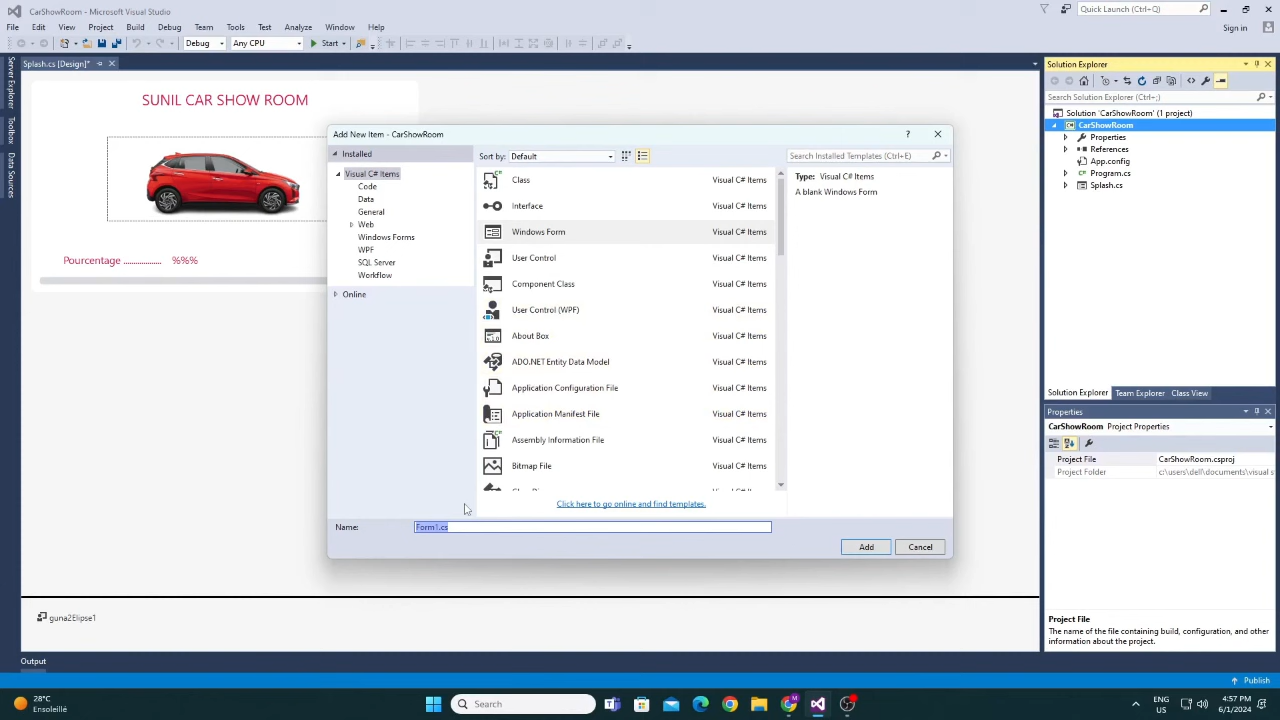 CarShowRoom - Microsoft Visual Studio
Quick Launch (Ctrl+Q)
File Edit View Project Build Debug Team Tools Test Analyze Window Help
Sign in
Debug Any CPU Start
Server Explorer
Toolbox
Data Sources
Splash.cs [Design]*
SUNIL CAR SHOW ROOM
Pourcentage .................. %%%
guna2Elipse1
Add New Item - CarShowRoom
Installed
Visual C# Items
Code
Data
General
Web
Windows Forms
WPF
SQL Server
Workflow
Online
Sort by: Default
Class Visual C# Items
Interface Visual C# Items
Windows Form Visual C# Items
User Control Visual C# Items
Component Class Visual C# Items
User Control (WPF) Visual C# Items
About Box Visual C# Items
ADO.NET Entity Data Model Visual C# Items
Application Configuration File Visual C# Items
Application Manifest File Visual C# Items
Assembly Information File Visual C# Items
Bitmap File Visual C# Items
Click here to go online and find templates.
Search Installed Templates (Ctrl+E)
Type: Visual C# Items
A blank Windows Form
Name: Form1.cs
Add Cancel
Solution Explorer
Search Solution Explorer (Ctrl+;)
Solution 'CarShowRoom' (1 project)
CarShowRoom
Properties
References
App.config
Program.cs
Splash.cs
Solution Explorer Team Explorer Class View
Properties
CarShowRoom Project Properties
Project File CarShowRoom.csproj
Project Folder c:\users\dell\documents\visual s
Project File
The name of the file containing build, configuration, and other
information about the project.
Output
Publish
28°C
Ensoleillé
Search
ENG
US
4:57 PM
6/1/2024